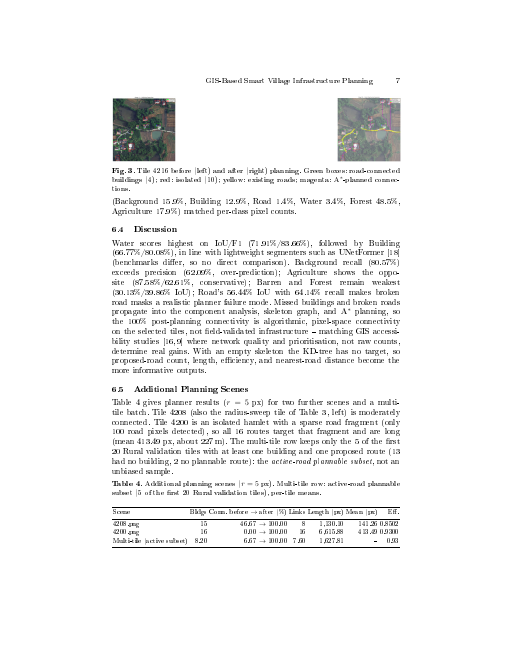 GIS-Based Smart Village Infrastructure Planning 7
Fig. 3. Tile 4216 before (left) and after (right) planning. Green boxes: road-connected
buildings (4); red: isolated (10); yellow: existing roads; magenta: A*-planned connec-
tions.
(Background 15.9%, Building 12.9%, Road 1.4%, Water 3.4%, Forest 48.5%,
Agriculture 17.9%) matched per-class pixel counts.
6.4 Discussion
Water scores highest on IoU/F1 (71.91%/83.66%), followed by Building
(66.77%/80.08%), in line with lightweight segmenters such as UNetFormer [18]
(benchmarks differ, so no direct comparison). Background recall (80.57%)
exceeds precision (62.09%, over-prediction); Agriculture shows the oppo-
site (87.58%/62.61%, conservative); Barren and Forest remain weakest
(30.13%/39.86% IoU); Road's 56.44% IoU with 64.14% recall makes broken
road masks a realistic planner failure mode. Missed buildings and broken roads
propagate into the component analysis, skeleton graph, and A* planning, so
the 100% post-planning connectivity is algorithmic, pixel-space connectivity
on the selected tiles, not field-validated infrastructure – matching GIS accessi-
bility studies [16,9] where network quality and prioritisation, not raw counts,
determine real gains. With an empty skeleton the KD-tree has no target, so
proposed-road count, length, efficiency, and nearest-road distance become the
more informative outputs.
6.5 Additional Planning Scenes
Table 4 gives planner results (r = 5 px) for two further scenes and a multi-
tile batch. Tile 4208 (also the radius-sweep tile of Table 3, left) is moderately
connected. Tile 4200 is an isolated hamlet with a sparse road fragment (only
100 road pixels detected), so all 16 routes target that fragment and are long
(mean 413.49 px, about 227 m). The multi-tile row keeps only the 5 of the first
20 Rural validation tiles with at least one building and one proposed route (13
had no building, 2 no plannable route): the active-road plannable subset, not an
unbiased sample.
Table 4. Additional planning scenes (r = 5 px). Multi-tile row: active-road plannable
subset (5 of the first 20 Rural validation tiles), per-tile means.
Scene Bldgs Conn. before → after (%) Links Length (px) Mean (px) Eff.
4208.png 15 46.67 → 100.00 8 1,130.10 141.26 0.8502
4200.png 16 0.00 → 100.00 16 6,615.88 413.49 0.9300
Multi-tile (active subset) 8.20 6.67 → 100.00 7.60 1,627.81 – 0.93